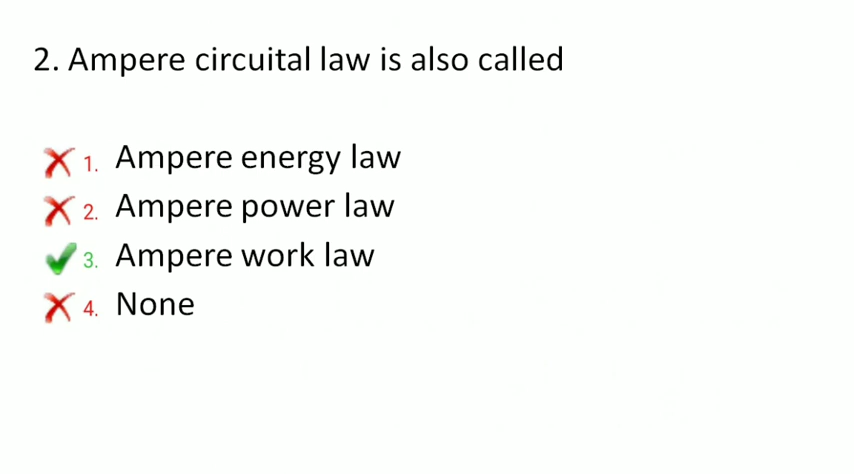 2. Ampere circuital law is also called
1. Ampere energy law
2. Ampere power law
3. Ampere work law
4. None